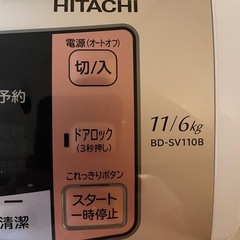 HITACHI
電源(オートオフ)
切/入
予約
11/6kg
BD-SV110B
ドアロック
(3秒押し)
これっきりボタン
スタート
一時停止
清潔